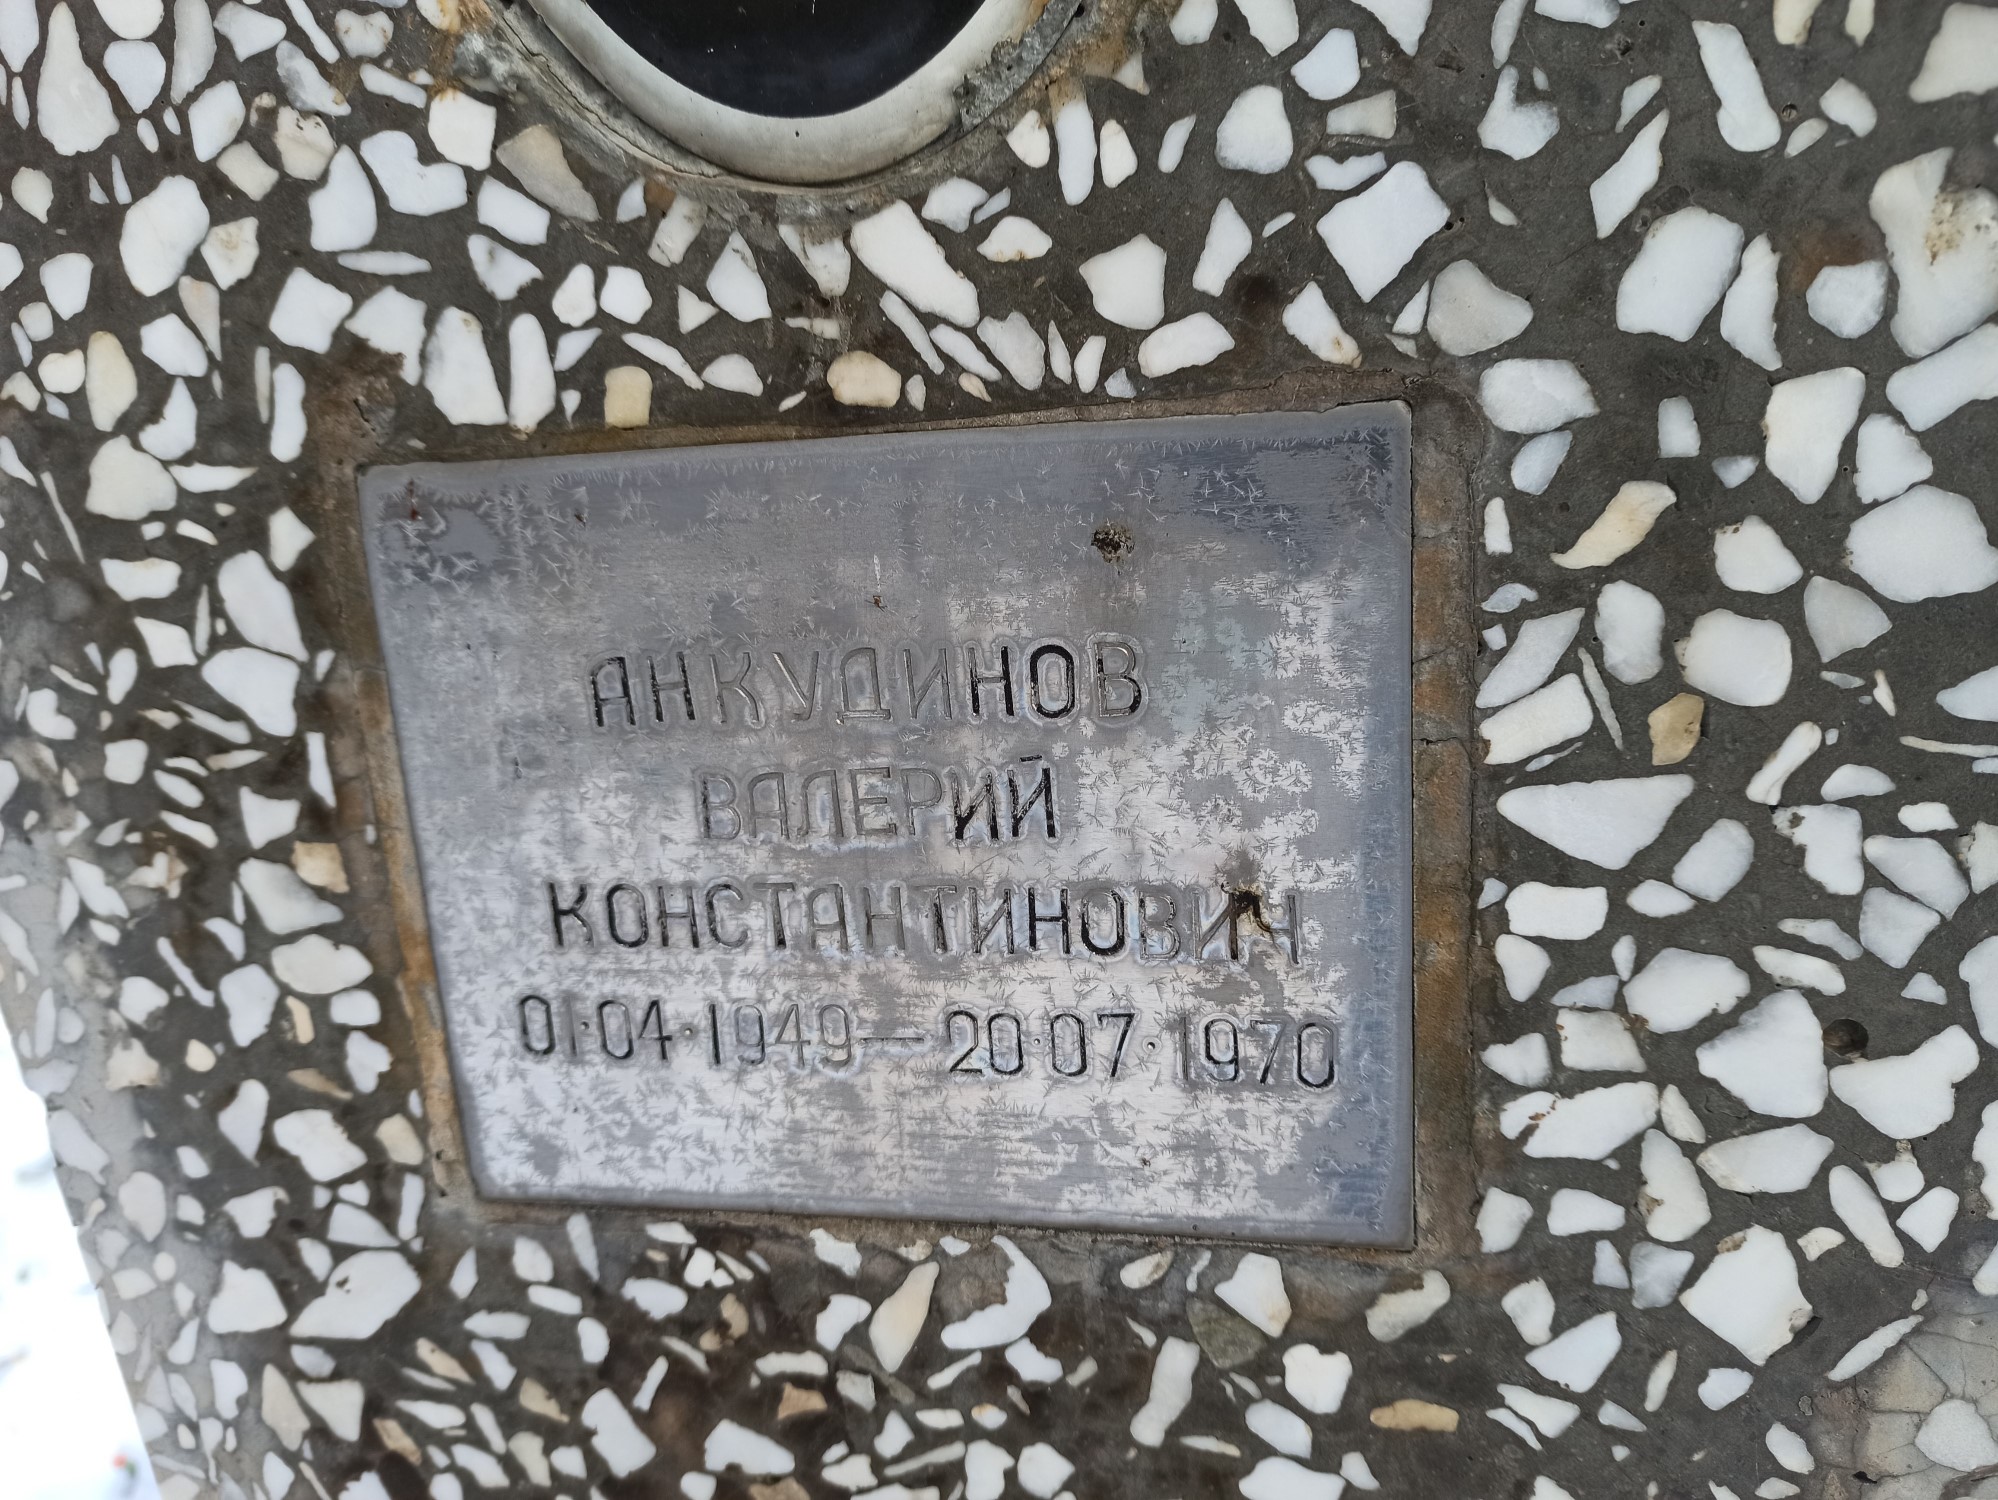 АНКУДИНОВ
ВАЛЕРИЙ
КОНСТАНТИНОВИЧ
01·04·1949—20·07·1970